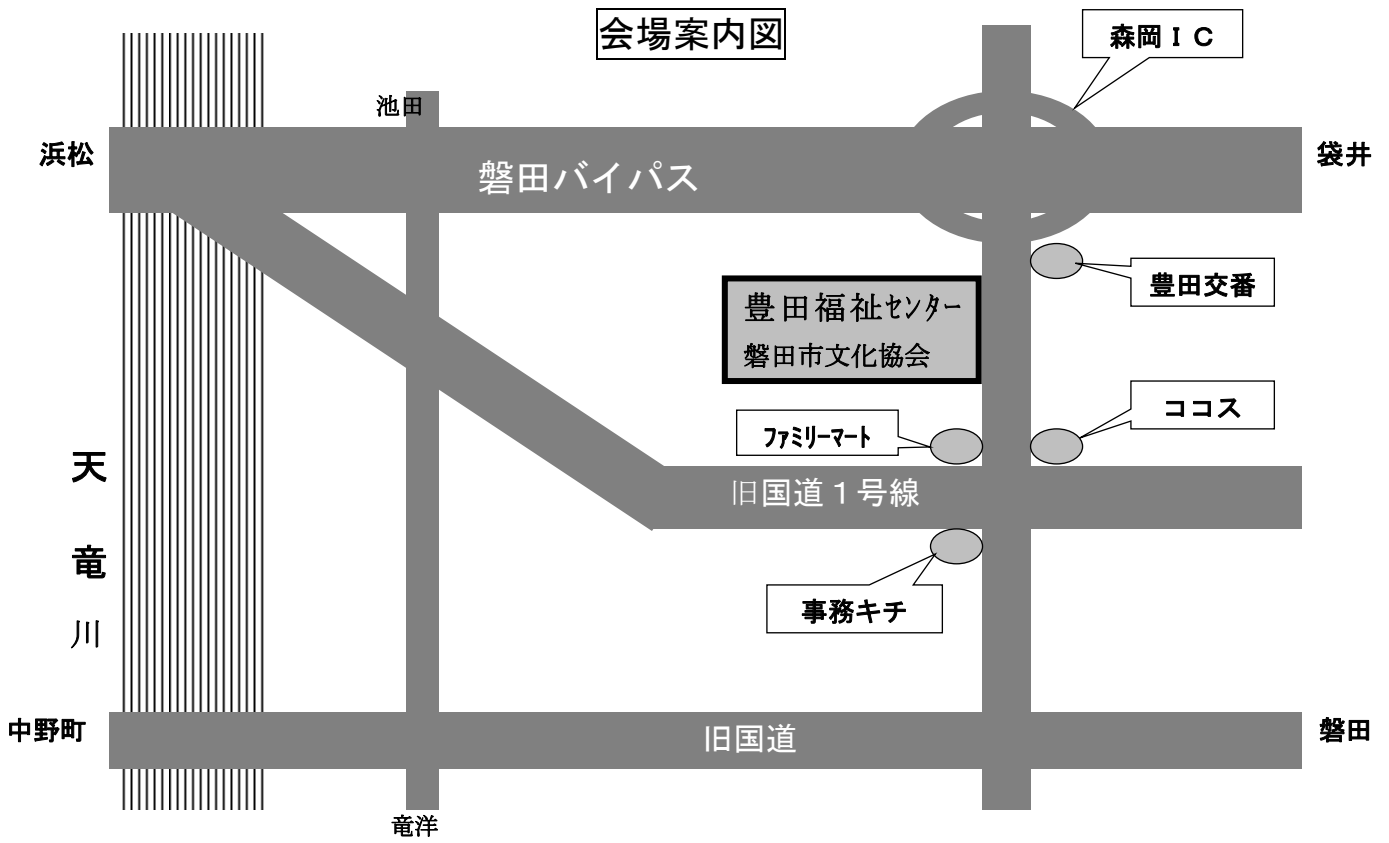 会場案内図
森岡ＩＣ
池田
浜松
袋井
磐田バイパス
豊田交番
豊田福祉ｾﾝﾀｰ
磐田市文化協会
ココス
ﾌｧﾐﾘｰﾏｰﾄ
旧国道１号線
天
竜
川
事務キチ
中野町
旧国道
磐田
竜洋